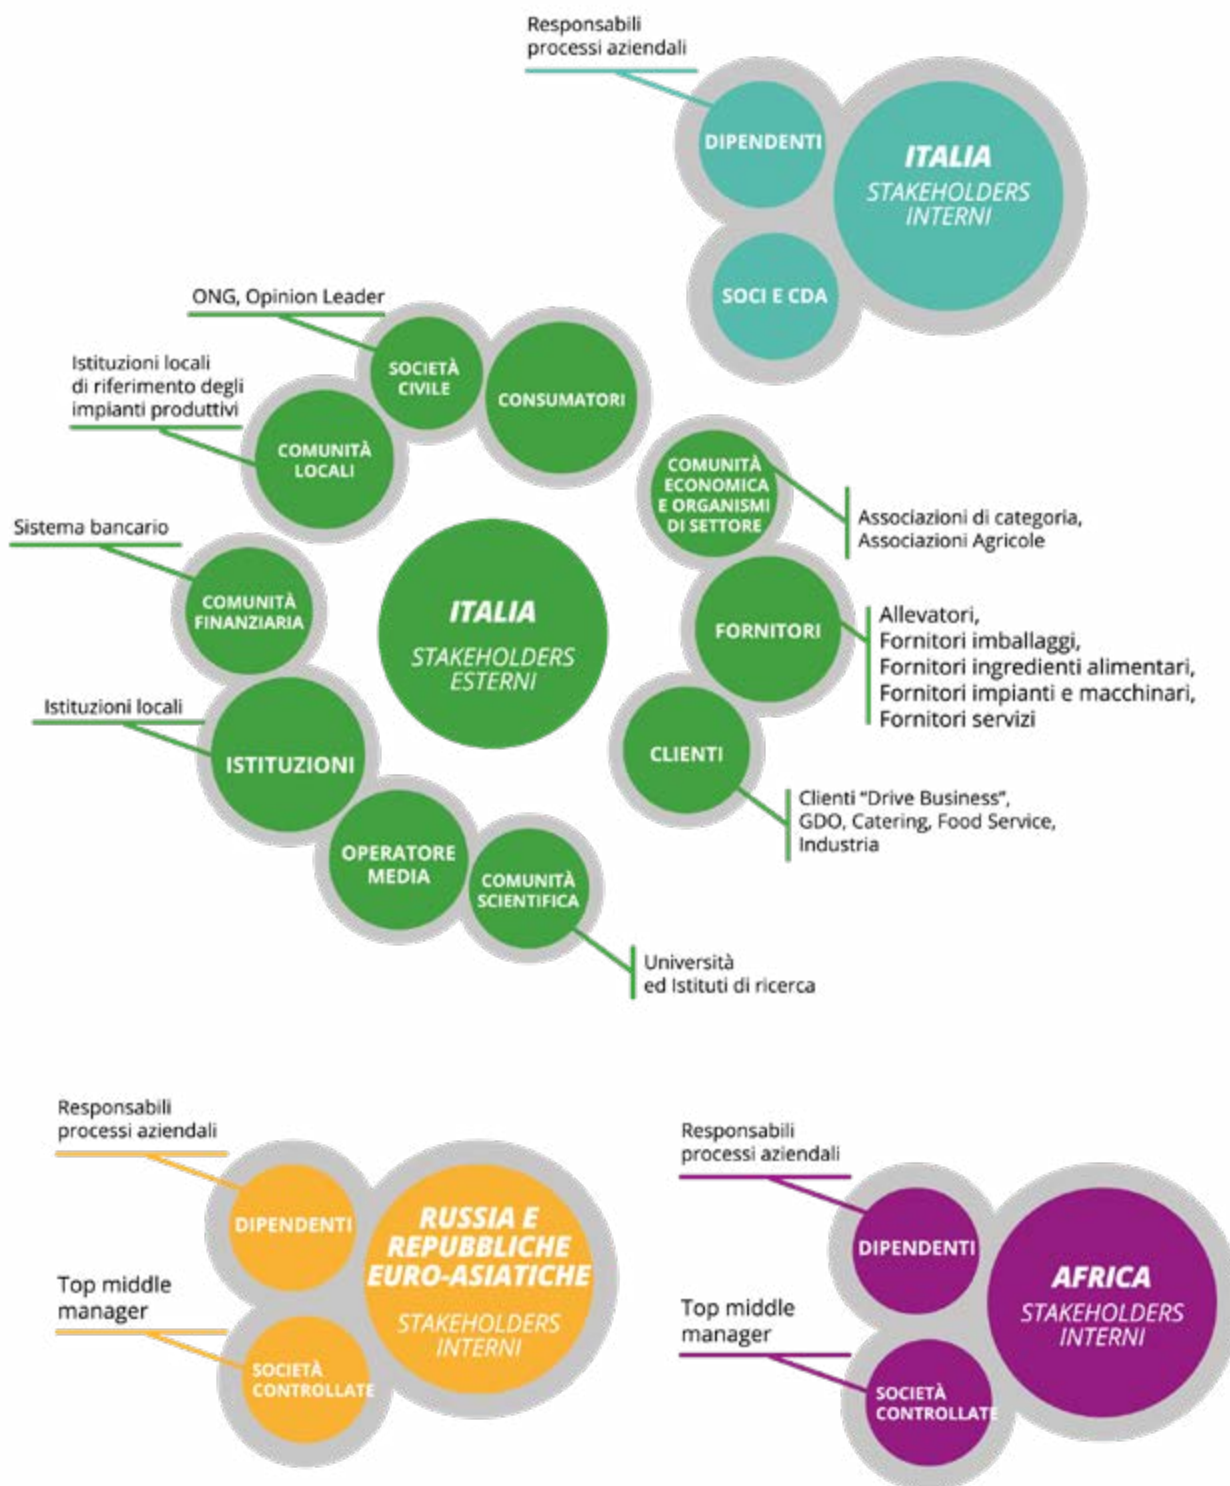 Responsabili
processi aziendali
DIPENDENTI
ITALIA
STAKEHOLDERS
INTERNI
SOCI E CDA
ONG, Opinion Leader
SOCIETÀ
CIVILE
CONSUMATORI
Istituzioni locali
di riferimento degli
impianti produttivi
COMUNITÀ
LOCALI
COMUNITÀ
ECONOMICA
E ORGANISMI
DI SETTORE
Associazioni di categoria,
Associazioni Agricole
Sistema bancario
COMUNITÀ
FINANZIARIA
ITALIA
STAKEHOLDERS
ESTERNI
FORNITORI
Allevatori,
Fornitori imballaggi,
Fornitori ingredienti alimentari,
Fornitori impianti e macchinari,
Fornitori servizi
Istituzioni locali
ISTITUZIONI
CLIENTI
Clienti “Drive Business”,
GDO, Catering, Food Service,
Industria
OPERATORE
MEDIA
COMUNITÀ
SCIENTIFICA
Università
ed Istituti di ricerca
Responsabili
processi aziendali
DIPENDENTI
RUSSIA E
REPUBBLICHE
EURO-ASIATICHE
STAKEHOLDERS
INTERNI
Top middle
manager
SOCIETÀ
CONTROLLATE
Responsabili
processi aziendali
DIPENDENTI
AFRICA
STAKEHOLDERS
INTERNI
Top middle
manager
SOCIETÀ
CONTROLLATE